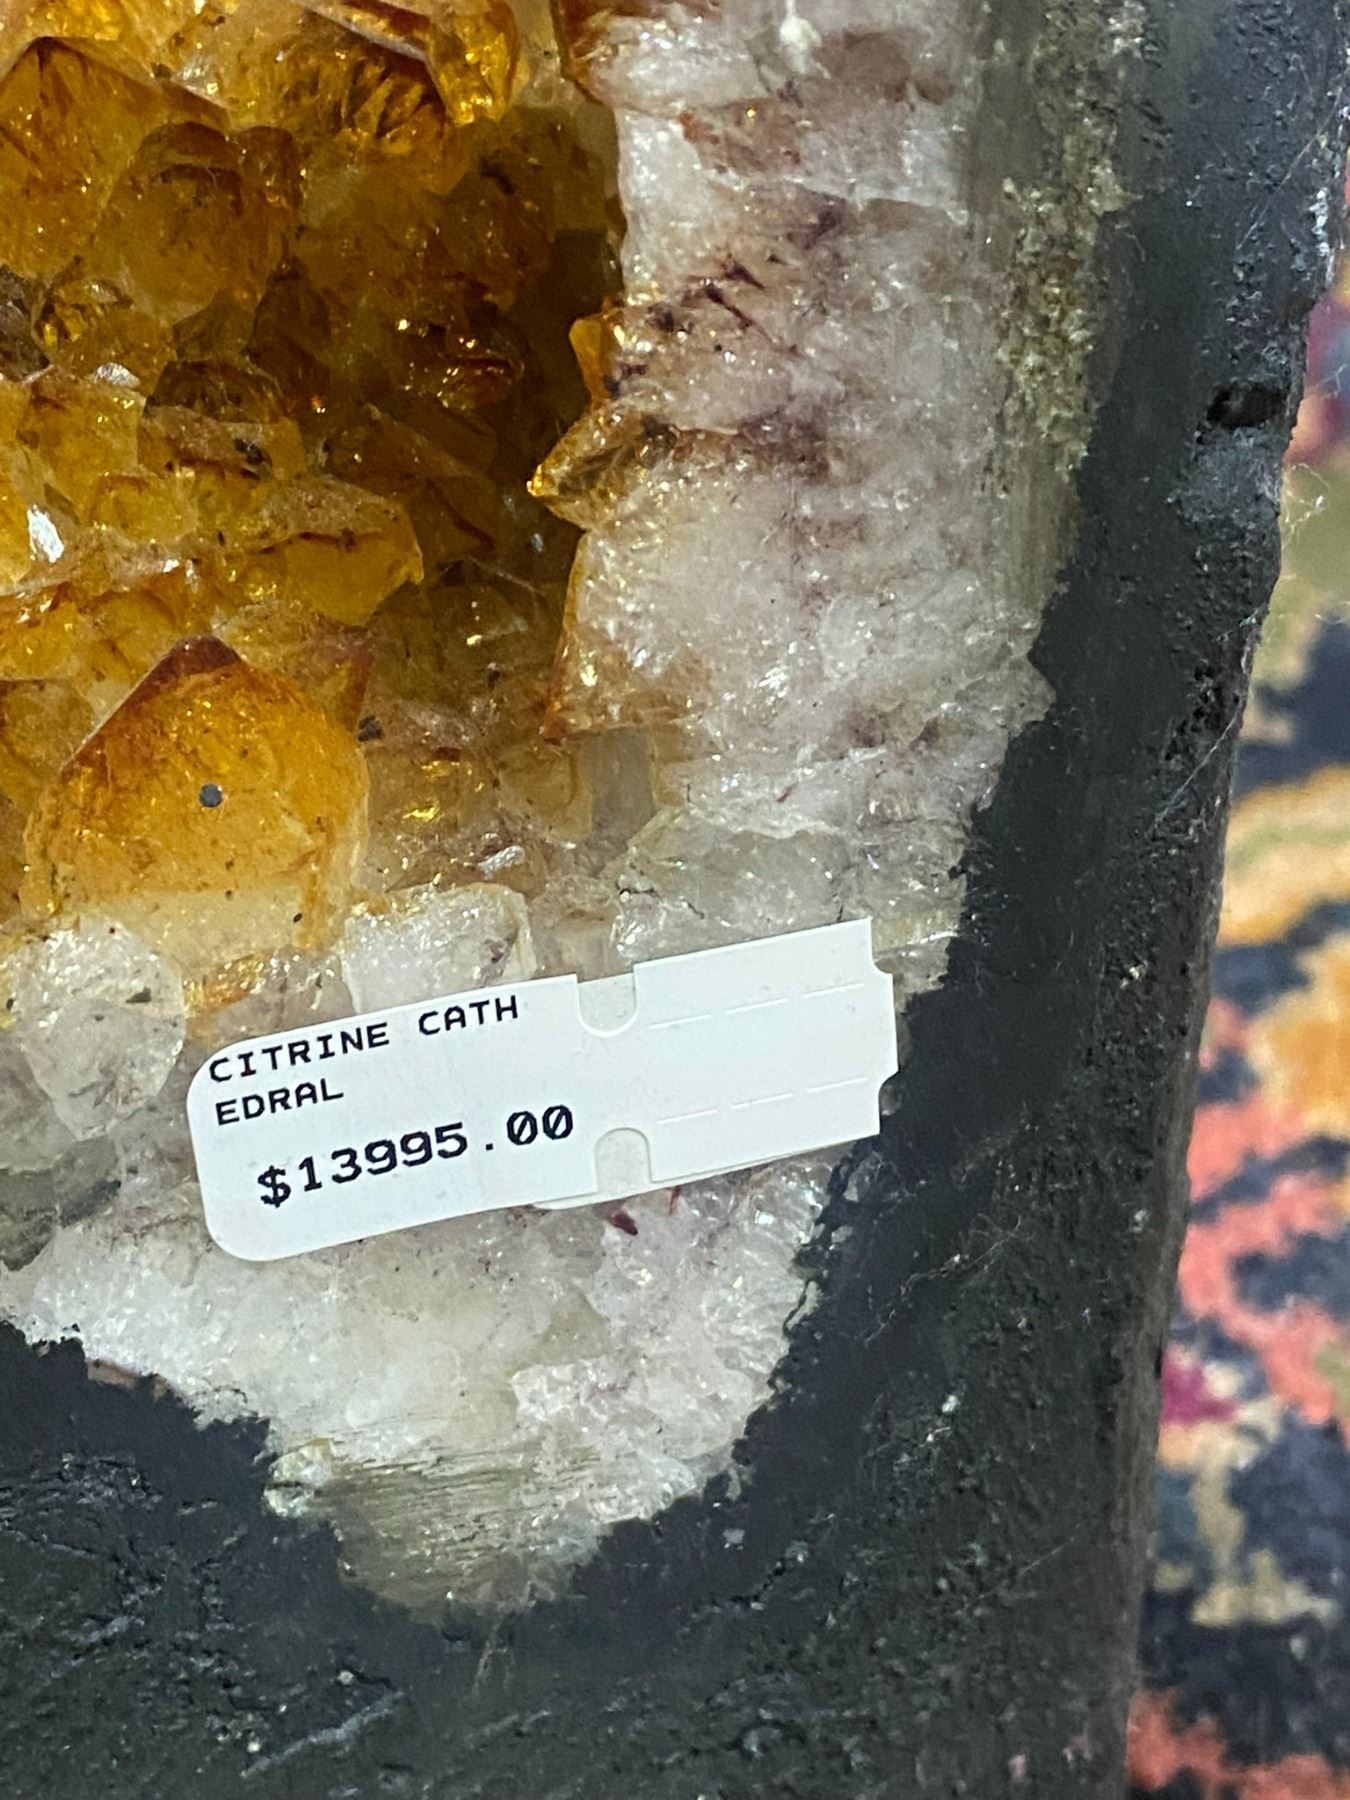 CITRINE CATH
EDRAL
$13995.00